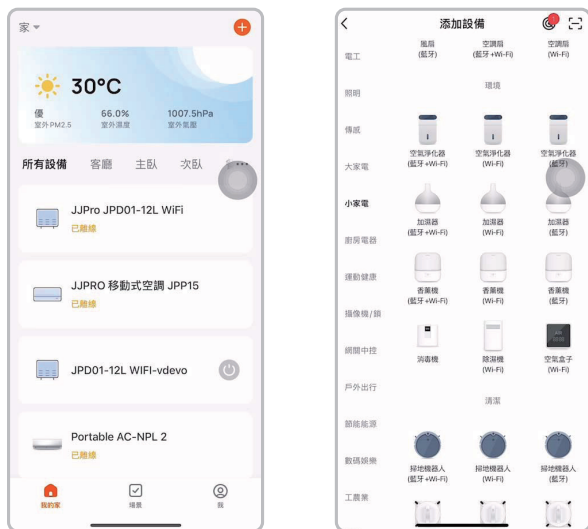 家
30°C
優 66.0% 1007.5hPa
室外PM2.5 室外濕度 室外氣壓
所有設備 客廳 主臥 次臥
JJPro JPD01-12L WiFi
已離線
JJPRO 移動式空調 JPP15
已離線
JPD01-12L WIFI-vdevo
Portable AC-NPL 2
已離線
我的家 場景 我
添加設備
電工
照明
傳感
大家電
小家電
廚房電器
運動健康
攝像機/鎖
網關中控
戶外出行
節能能源
數碼娛樂
工農業
風扇 空調扇 空調扇
(藍牙) (藍牙+Wi-Fi) (Wi-Fi)
環境
空氣淨化器 空氣淨化器 空氣淨化器
(藍牙+Wi-Fi) (Wi-Fi) (藍牙)
加濕器 加濕器 加濕器
(藍牙+Wi-Fi) (Wi-Fi) (藍牙)
香薰機 香薰機 香薰機
(藍牙+Wi-Fi) (Wi-Fi) (藍牙)
消毒機 除濕機 空氣盒子
(Wi-Fi) (Wi-Fi)
清潔
掃地機器人 掃地機器人 掃地機器人
(藍牙+Wi-Fi) (Wi-Fi) (藍牙)